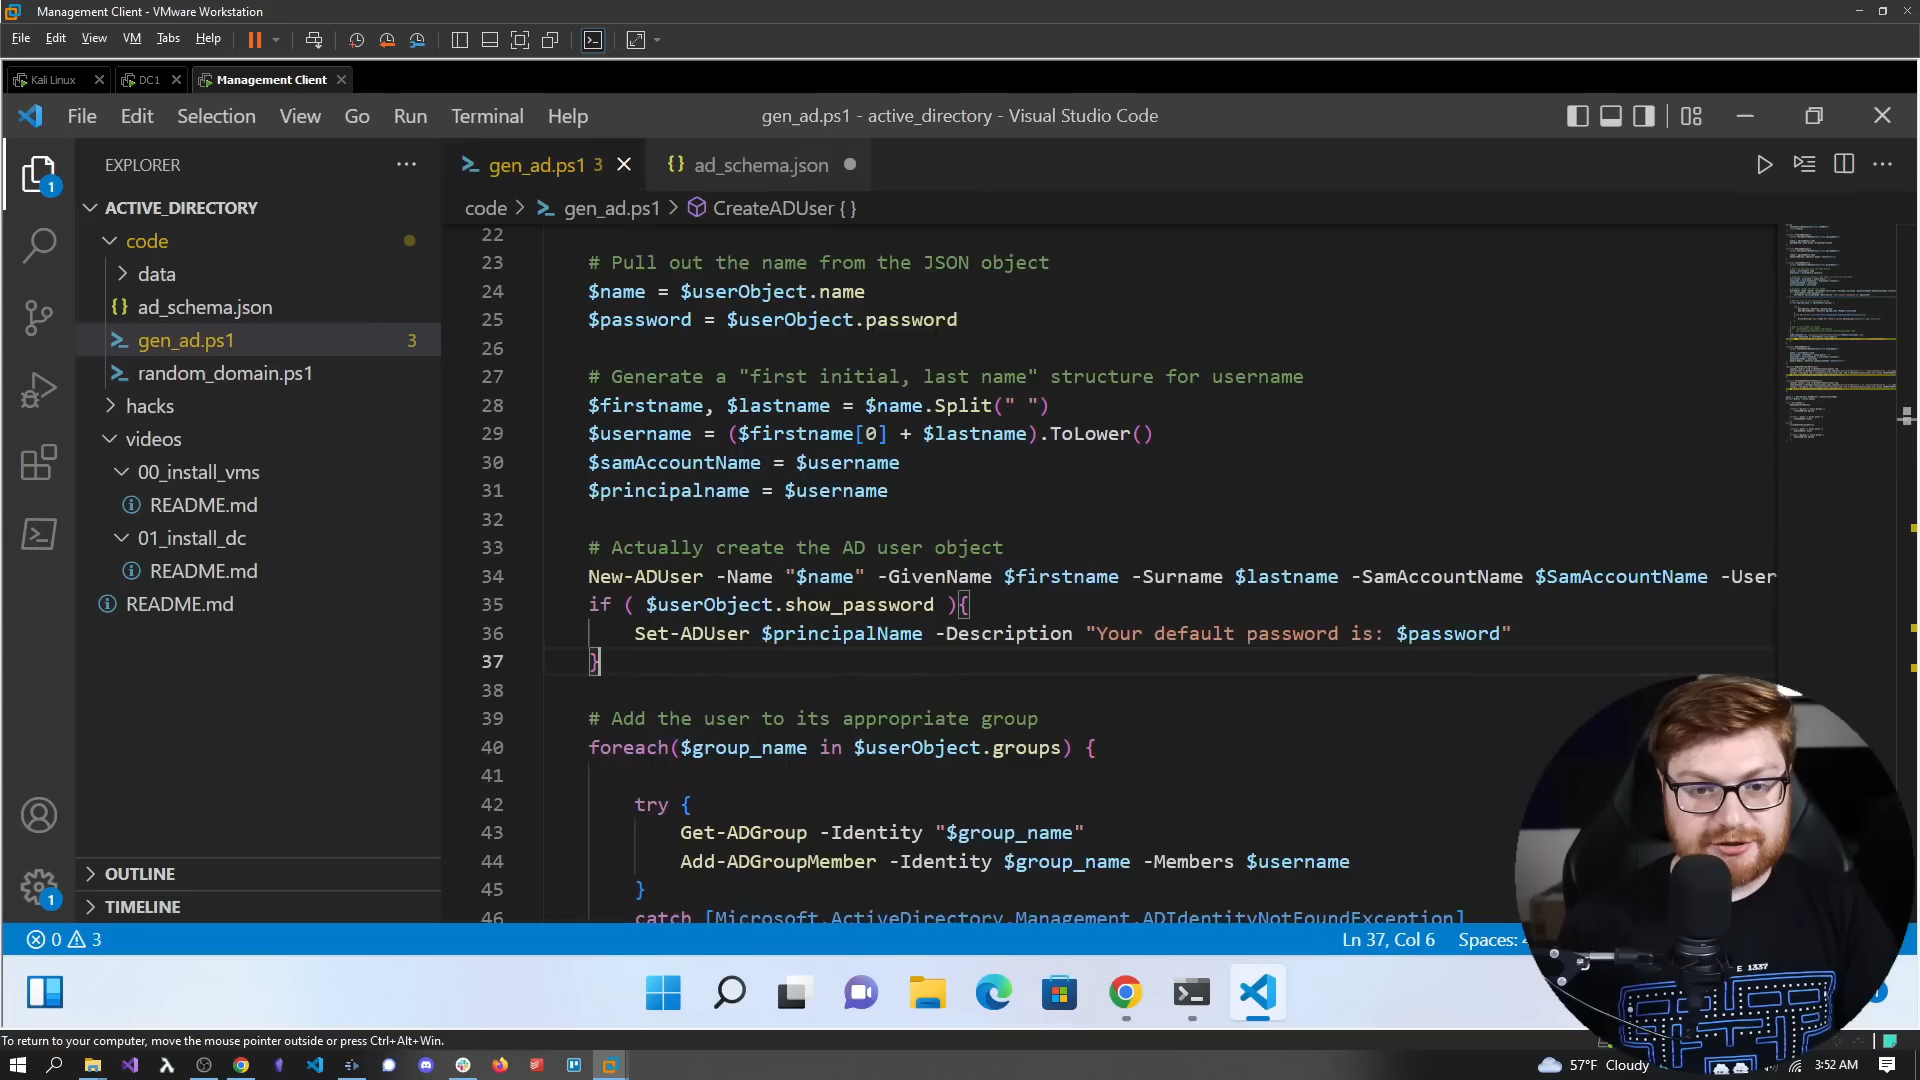 Management Client - VMware Workstation
File Edit View VM Tabs Help
Kali Linux DC1 Management Client
File Edit Selection View Go Run Terminal Help gen_ad.ps1 - active_directory - Visual Studio Code
EXPLORER
gen_ad.ps1 3 ad_schema.json
code > gen_ad.ps1 > CreateADUser { }
ACTIVE_DIRECTORY
code
data
ad_schema.json
gen_ad.ps1 3
random_domain.ps1
hacks
videos
00_install_vms
README.md
01_install_dc
README.md
README.md
OUTLINE
TIMELINE
1
1
22
23 # Pull out the name from the JSON object
24 $name = $userObject.name
25 $password = $userObject.password
26
27 # Generate a "first initial, last name" structure for username
28 $firstname, $lastname = $name.Split(" ")
29 $username = ($firstname[0] + $lastname).ToLower()
30 $samAccountName = $username
31 $principalname = $username
32
33 # Actually create the AD user object
34 New-ADUser -Name "$name" -GivenName $firstname -Surname $lastname -SamAccountName $SamAccountName -User
35 if ( $userObject.show_password ){
36 Set-ADUser $principalName -Description "Your default password is: $password"
37 }
38
39 # Add the user to its appropriate group
40 foreach($group_name in $userObject.groups) {
41
42 try {
43 Get-ADGroup -Identity "$group_name"
44 Add-ADGroupMember -Identity $group_name -Members $username
45 }
46 catch [Microsoft.ActiveDirectory.Management.ADIdentityNotFoundException]
0 3 Ln 37, Col 6 Spaces:
E 1337
To return to your computer, move the mouse pointer outside or press Ctrl+Alt+Win.
57°F Cloudy 3:52 AM